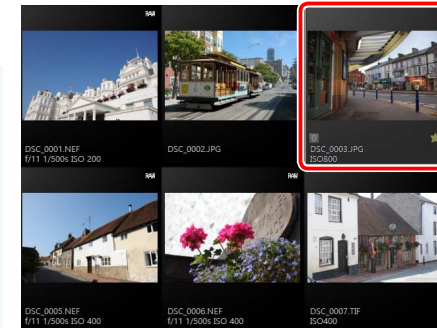 RAW
DSC_0001.NEF
f/11 1/500s ISO 200
DSC_0002.JPG
DSC_0003.JPG
ISO800
RAW
DSC_0005.NEF
f/11 1/500s ISO 400
RAW
DSC_0006.NEF
f/11 1/500s ISO 400
DSC_0007.TIF
ISO400